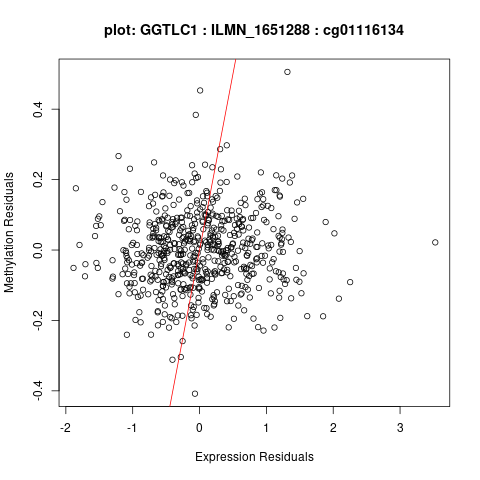 plot: GGTLC1 : ILMN_1651288 : cg01116134
Methylation Residuals
0.4
0.2
0.0
-0.2
-0.4
-2 -1 0 1 2 3
Expression Residuals